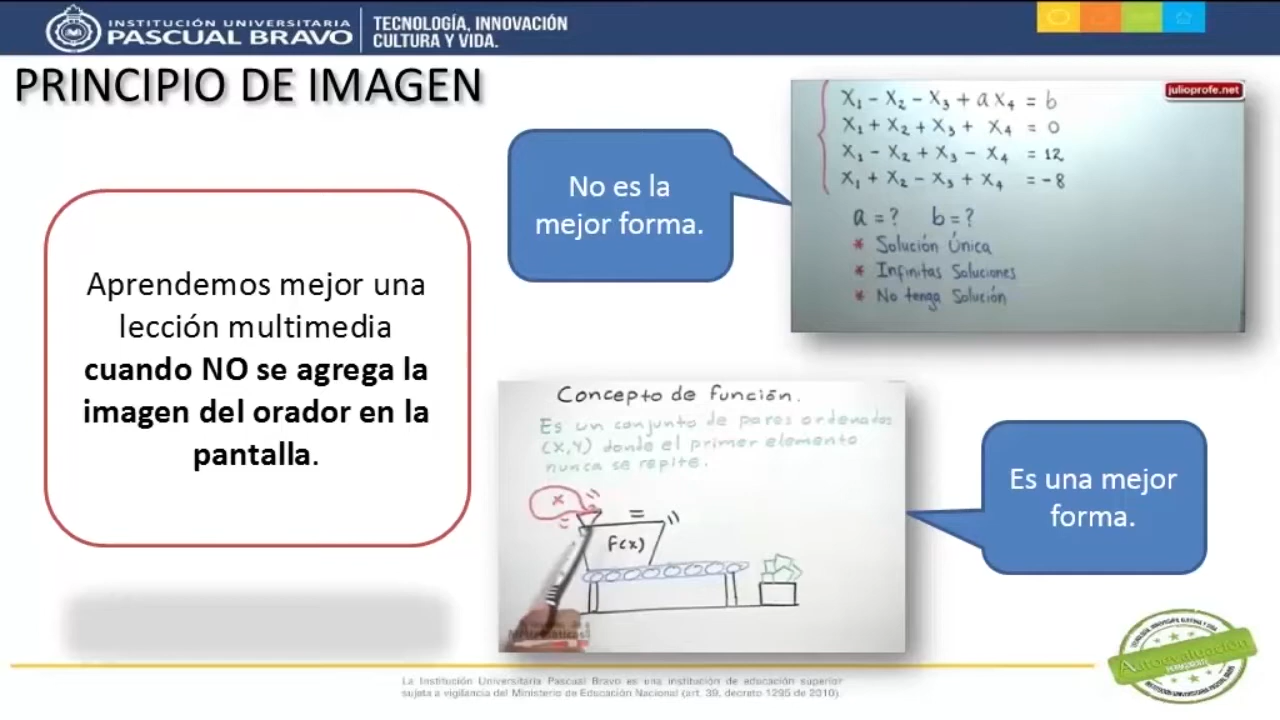 INSTITUCIÓN UNIVERSITARIA
PASCUAL BRAVO
TECNOLOGÍA, INNOVACIÓN
CULTURA Y VIDA.
PRINCIPIO DE IMAGEN
Aprendemos mejor una
lección multimedia
cuando NO se agrega la
imagen del orador en la
pantalla.
No es la
mejor forma.
julioprofe.net
X₁ - X₂ - X₃ + aX₄ = b
X₁ + X₂ + X₃ + X₄ = 0
X₁ - X₂ + X₃ - X₄ = 12
X₁ + X₂ - X₃ + X₄ = -8
a = ? b = ?
* Solución Única
* Infinitas Soluciones
* No tenga Solución
Concepto de función.
Es un conjunto de pares ordenados
(X,Y) donde el primer elemento
nunca se repite.
X
=
F(x)
Matemáticas
Es una mejor
forma.
Autoevaluación
La Institución Universitaria Pascual Bravo es una institución de educación superior
sujeta a vigilancia del Ministerio de Educación Nacional (art. 39, decreto 1295 de 2010).